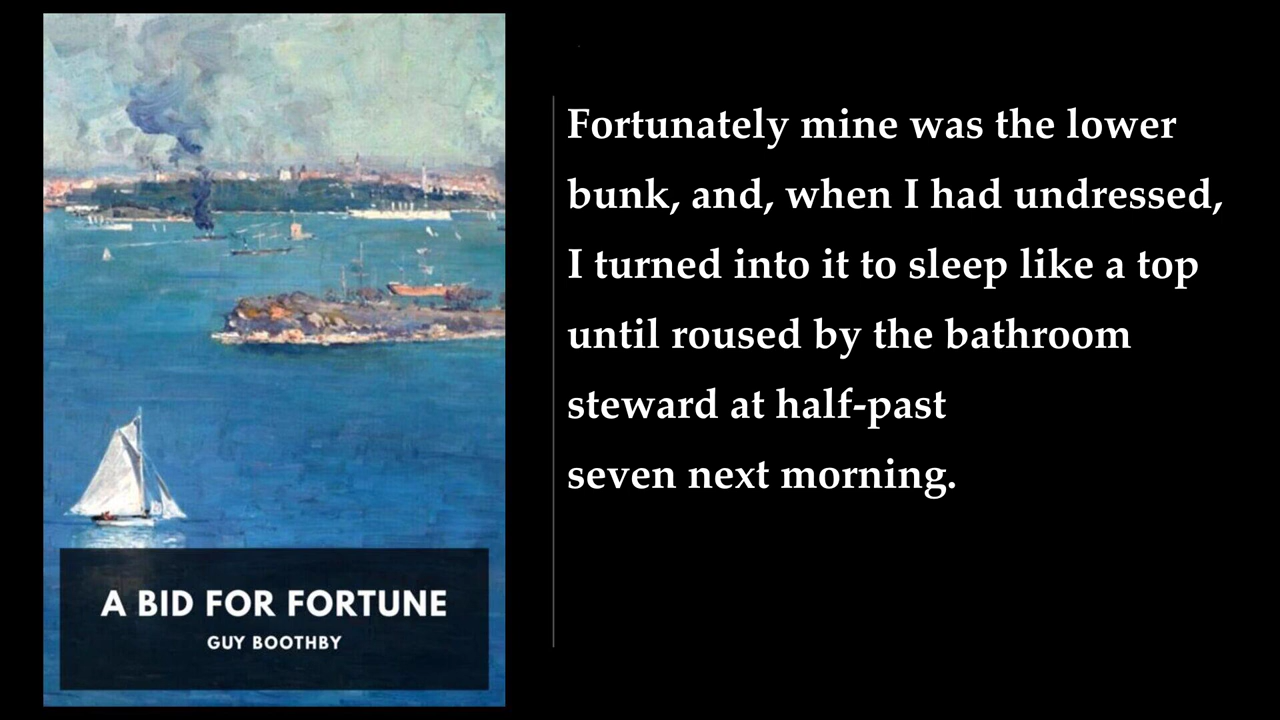 A BID FOR FORTUNE
GUY BOOTHBY
Fortunately mine was the lower
bunk, and, when I had undressed,
I turned into it to sleep like a top
until roused by the bathroom
steward at half-past
seven next morning.